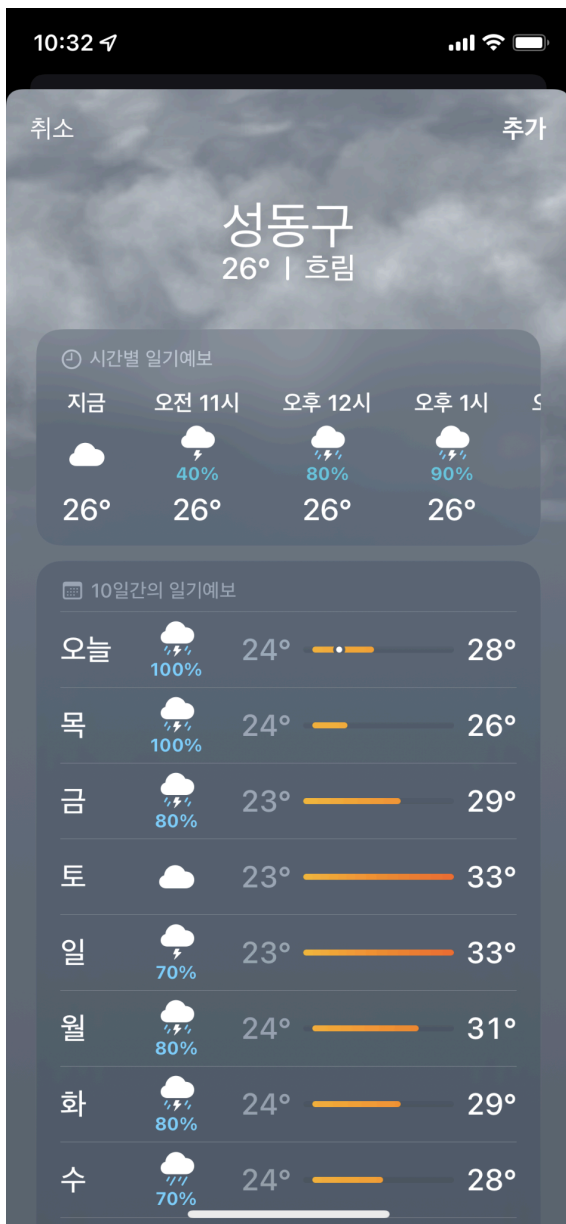 10:32
취소 추가
성동구
26° | 흐림
시간별 일기예보
지금 오전 11시 오후 12시 오후 1시
40% 80% 90%
26° 26° 26° 26°
10일간의 일기예보
오늘 100% 24° 28°
목 100% 24° 26°
금 80% 23° 29°
토 23° 33°
일 70% 23° 33°
월 80% 24° 31°
화 80% 24° 29°
수 70% 24° 28°